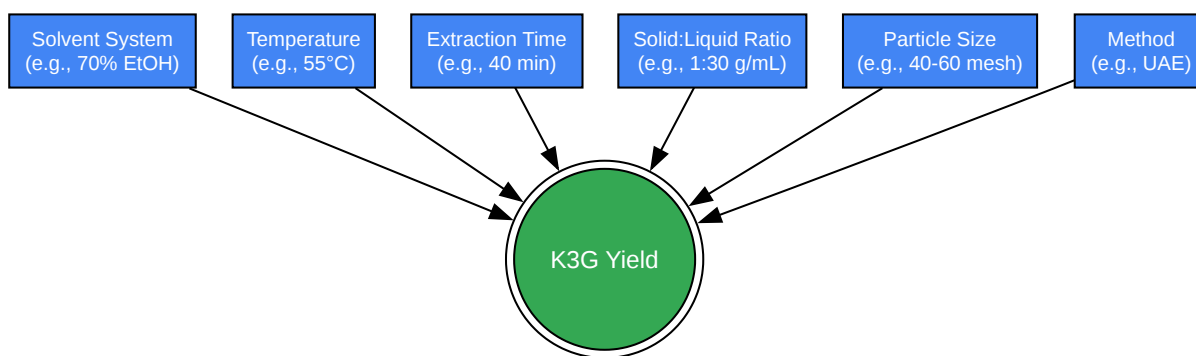 Solvent System
(e.g., 70% EtOH)
Temperature
(e.g., 55°C)
Extraction Time
(e.g., 40 min)
Solid:Liquid Ratio
(e.g., 1:30 g/mL)
Particle Size
(e.g., 40-60 mesh)
Method
(e.g., UAE)
K3G Yield